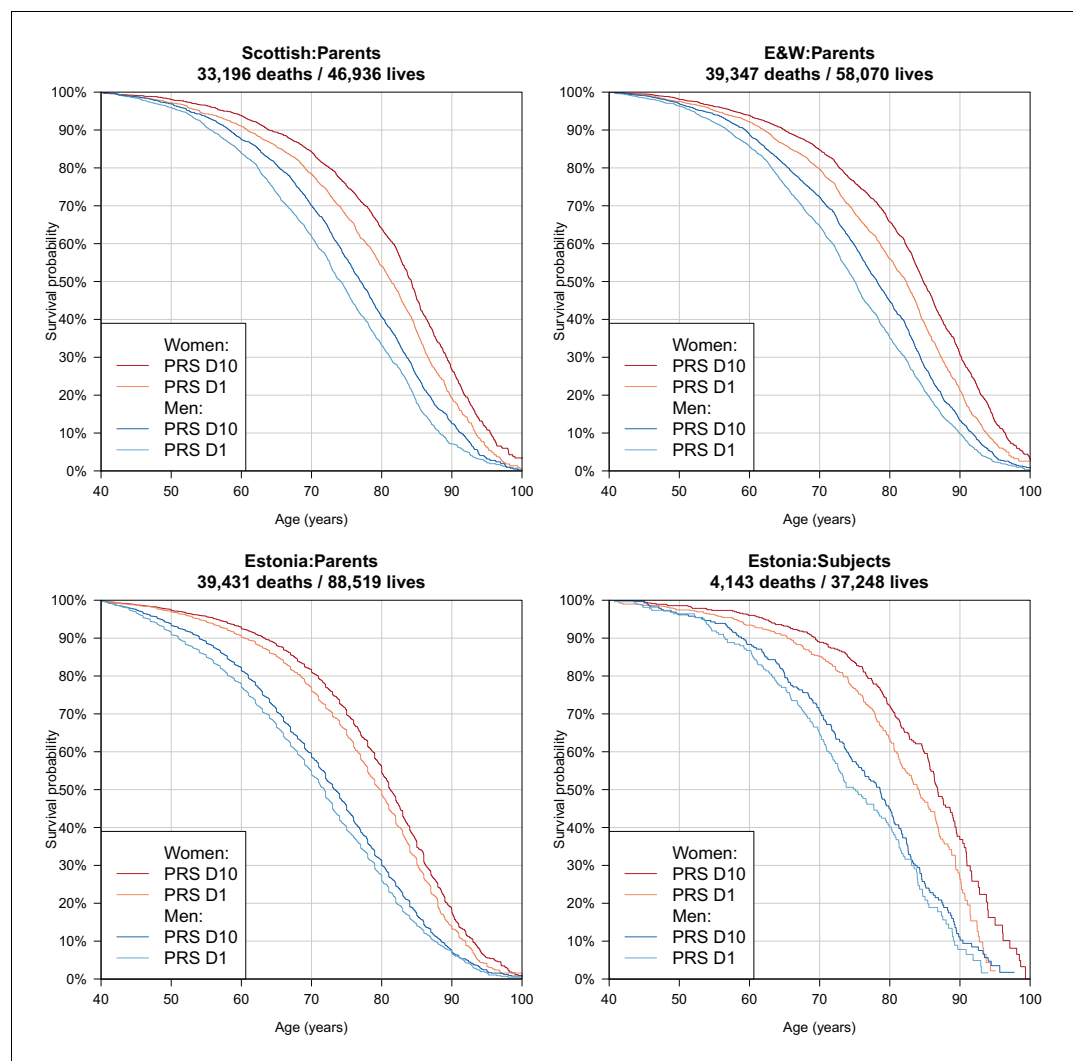 Scottish:Parents
33,196 deaths / 46,936 lives
100%
90%
80%
70%
60%
50%
40%
30%
20%
10%
0%
Survival probability
Women:
PRS D10
PRS D1
Men:
PRS D10
PRS D1
40 50 60 70 80 90 100
Age (years)
E&W:Parents
39,347 deaths / 58,070 lives
100%
90%
80%
70%
60%
50%
40%
30%
20%
10%
0%
Survival probability
Women:
PRS D10
PRS D1
Men:
PRS D10
PRS D1
40 50 60 70 80 90 100
Age (years)
Estonia:Parents
39,431 deaths / 88,519 lives
100%
90%
80%
70%
60%
50%
40%
30%
20%
10%
0%
Survival probability
Women:
PRS D10
PRS D1
Men:
PRS D10
PRS D1
40 50 60 70 80 90 100
Age (years)
Estonia:Subjects
4,143 deaths / 37,248 lives
100%
90%
80%
70%
60%
50%
40%
30%
20%
10%
0%
Survival probability
Women:
PRS D10
PRS D1
Men:
PRS D10
PRS D1
40 50 60 70 80 90 100
Age (years)